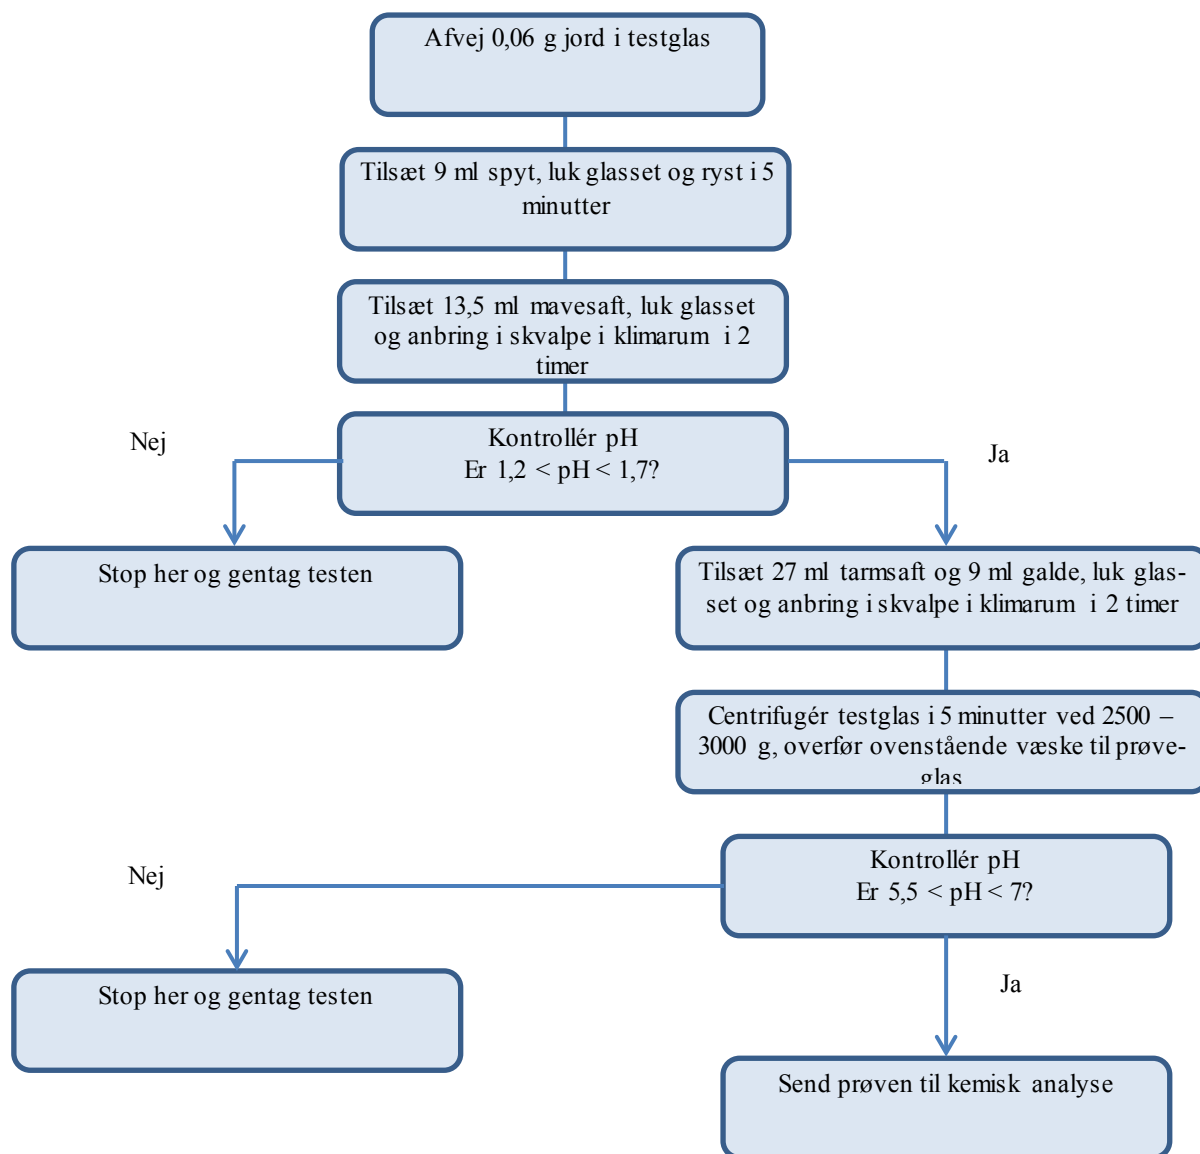 Afvej 0,06 g jord i testglas
Tilsæt 9 ml spyt, luk glasset og ryst i 5
minutter
Tilsæt 13,5 ml mavesaft, luk glasset
og anbring i skvalpe i klimarum i 2
timer
Kontrollér pH
Er 1,2 < pH < 1,7?
Nej
Ja
Stop her og gentag testen
Tilsæt 27 ml tarmsaft og 9 ml galde, luk glas-
set og anbring i skvalpe i klimarum i 2 timer
Centrifugér testglas i 5 minutter ved 2500 –
3000 g, overfør ovenstående væske til prøve-
glas
Kontrollér pH
Er 5,5 < pH < 7?
Nej
Ja
Stop her og gentag testen
Send prøven til kemisk analyse